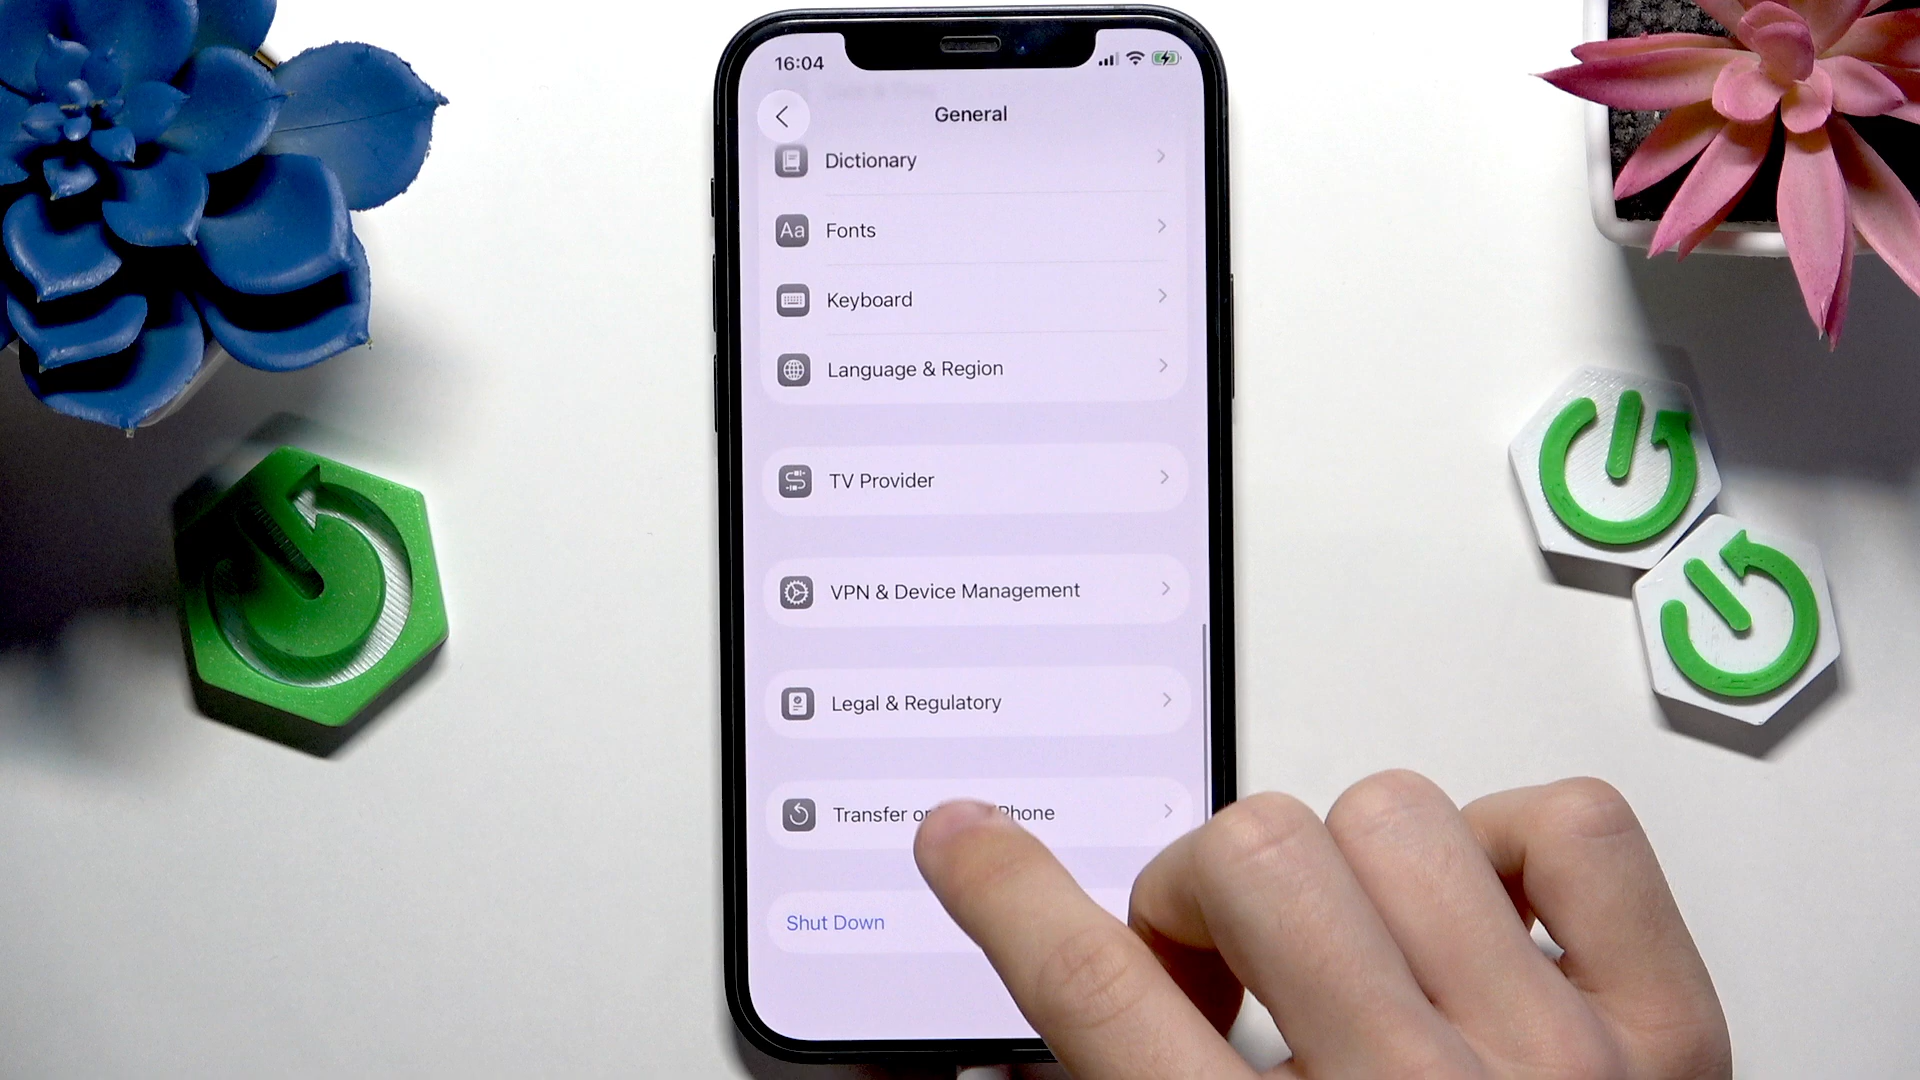 16:04
General
Dictionary
Fonts
Keyboard
Language & Region
TV Provider
VPN & Device Management
Legal & Regulatory
Transfer or Phone
Shut Down